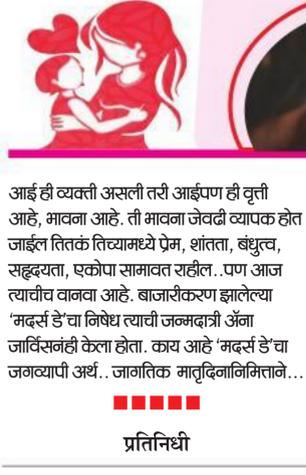 आई ही व्यक्ती असली तरी आईपण ही वृत्ती
आहे, भावना आहे. ती भावना जेवढी व्यापक होत
जाईल तितकं तिच्यामध्ये प्रेम, शांतता, बंधुत्व,
सहृदयता, एकोपा सामावत राहील..पण आज
त्याचीच वानवा आहे. बाजारीकरण झालेल्या
‘मदर्स डे’चा निषेध त्याची जन्मदात्री ॲना
जार्विसनंही केला होता. काय आहे ‘मदर्स डे’चा
जगव्यापी अर्थ.. जागतिक मातृदिनानिमित्ताने...
प्रतिनिधी